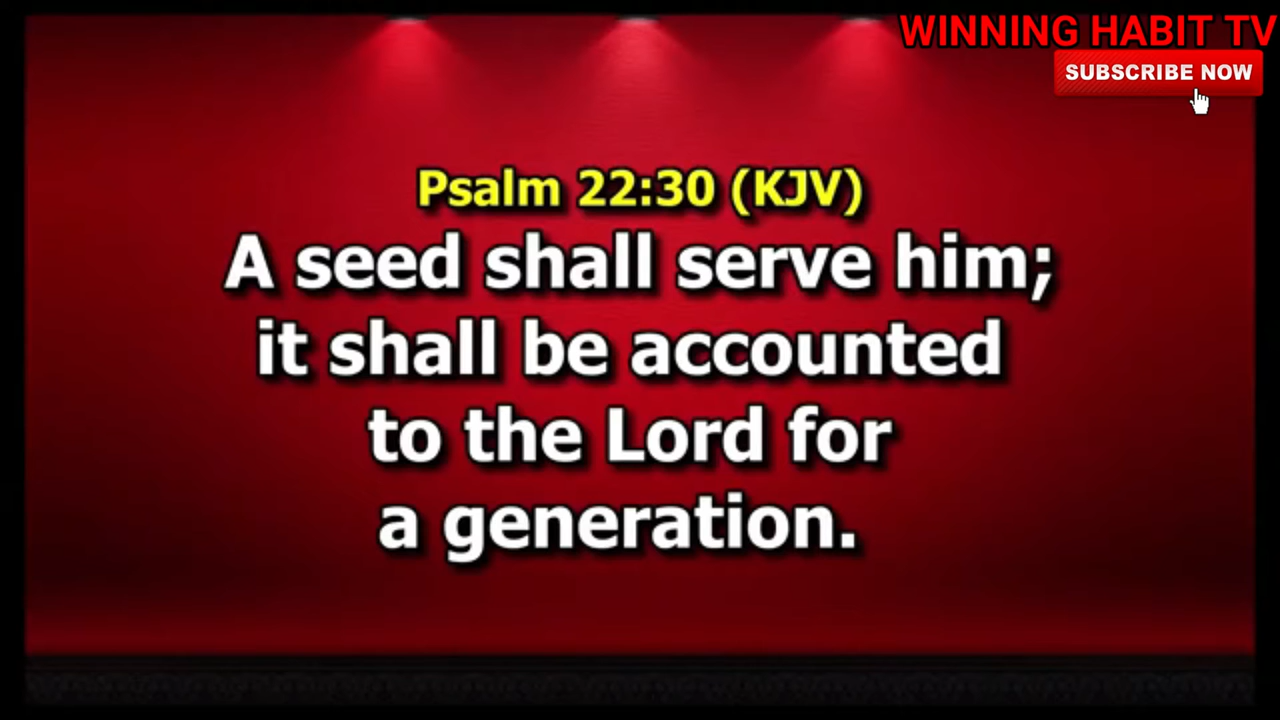 WINNING HABIT TV
SUBSCRIBE NOW
Psalm 22:30 (KJV)
A seed shall serve him;
it shall be accounted
to the Lord for
a generation.